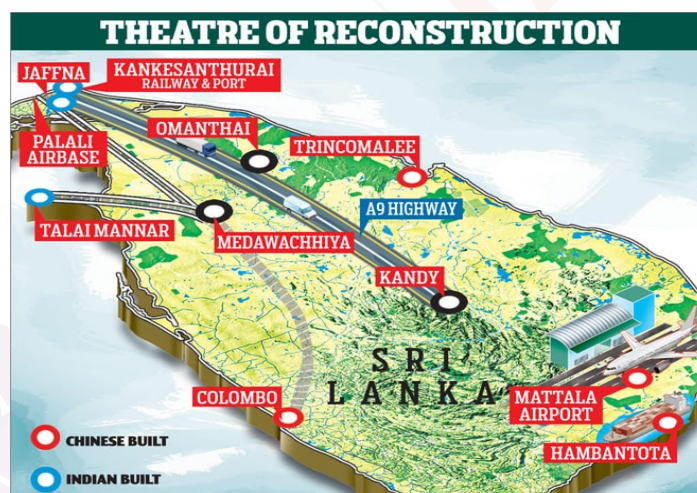 THEATRE OF RECONSTRUCTION
JAFFNA
KANKESANTHURAI
RAILWAY & PORT
OMANTHAI
TRINCOMALEE
PALALI
AIRBASE
A9 HIGHWAY
TALAI MANNAR
MEDAWACHHIYA
KANDY
SRI
LANKA
COLOMBO
MATTALA
AIRPORT
HAMBANTOTA
CHINESE BUILT
INDIAN BUILT